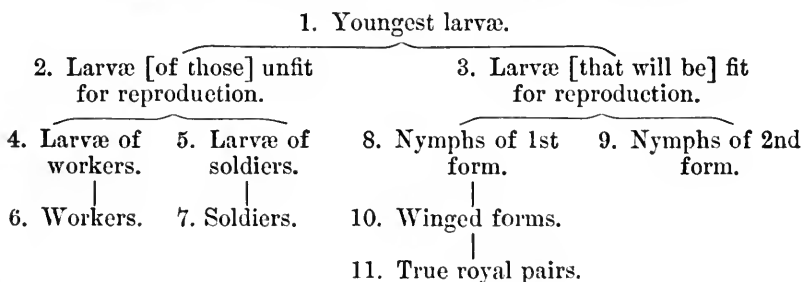 1. Youngest larvæ.
2. Larvæ [of those] unfit for reproduction.
3. Larvæ [that will be] fit for reproduction.
4. Larvæ of workers.
5. Larvæ of soldiers.
8. Nymphs of 1st form.
9. Nymphs of 2nd form.
6. Workers.
7. Soldiers.
10. Winged forms.
11. True royal pairs.